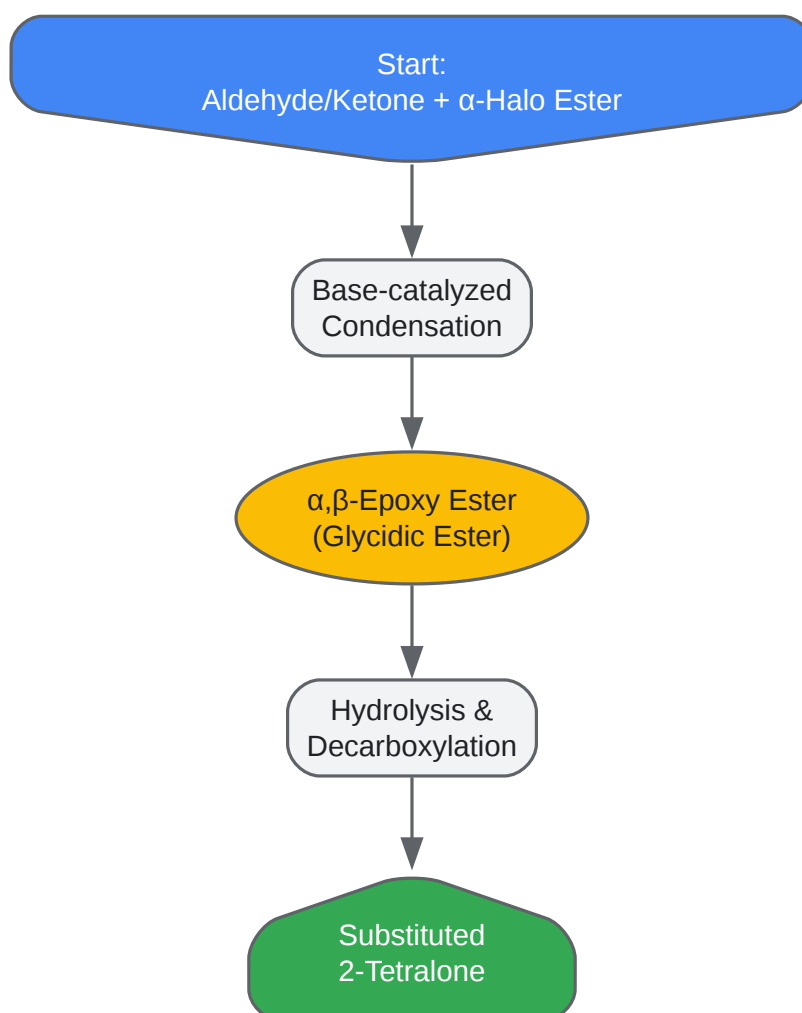 Start:
Aldehyde/Ketone + α-Halo Ester
Base-catalyzed
Condensation
α,β-Epoxy Ester
(Glycidic Ester)
Hydrolysis &
Decarboxylation
Substituted
2-Tetralone